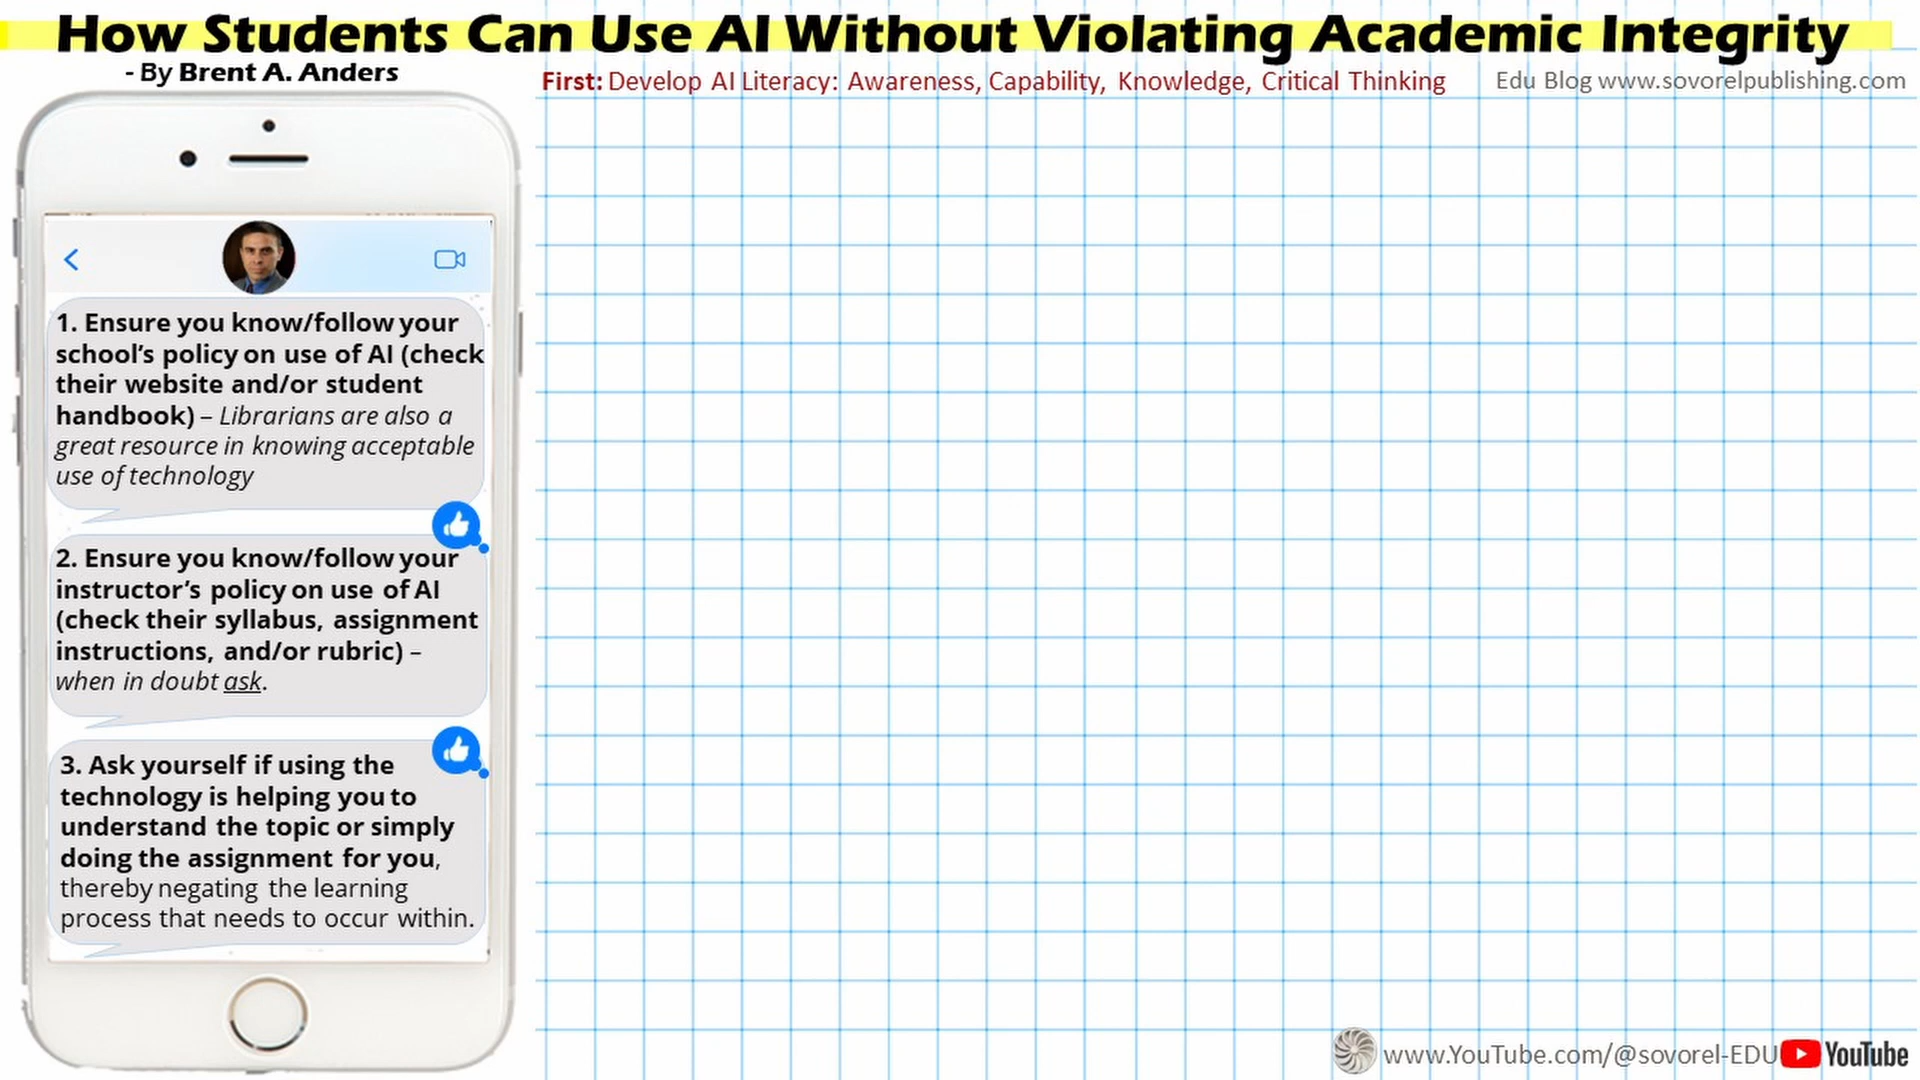 How Students Can Use AI Without Violating Academic Integrity
- By Brent A. Anders
First: Develop AI Literacy: Awareness, Capability, Knowledge, Critical Thinking
Edu Blog www.sovorelpublishing.com
1. Ensure you know/follow your
school's policy on use of AI (check
their website and/or student
handbook) – Librarians are also a
great resource in knowing acceptable
use of technology
2. Ensure you know/follow your
instructor's policy on use of AI
(check their syllabus, assignment
instructions, and/or rubric) –
when in doubt ask.
3. Ask yourself if using the
technology is helping you to
understand the topic or simply
doing the assignment for you,
thereby negating the learning
process that needs to occur within.
www.YouTube.com/@sovorel-EDU
YouTube